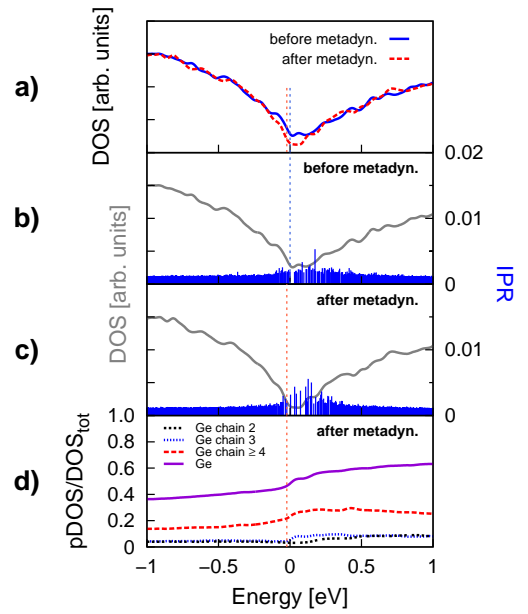 before metadyn.
after metadyn.
a)
DOS [arb. units]
0.02
before metadyn.
b)
0.01
0
DOS [arb. units]
IPR
after metadyn.
c)
0.01
0
1.0
Ge chain 2
Ge chain 3
Ge chain ≥ 4
Ge
after metadyn.
0.8
d)
0.6
0.4
0.2
0
pDOS/DOStot
−1
−0.5
0
0.5
1
Energy [eV]